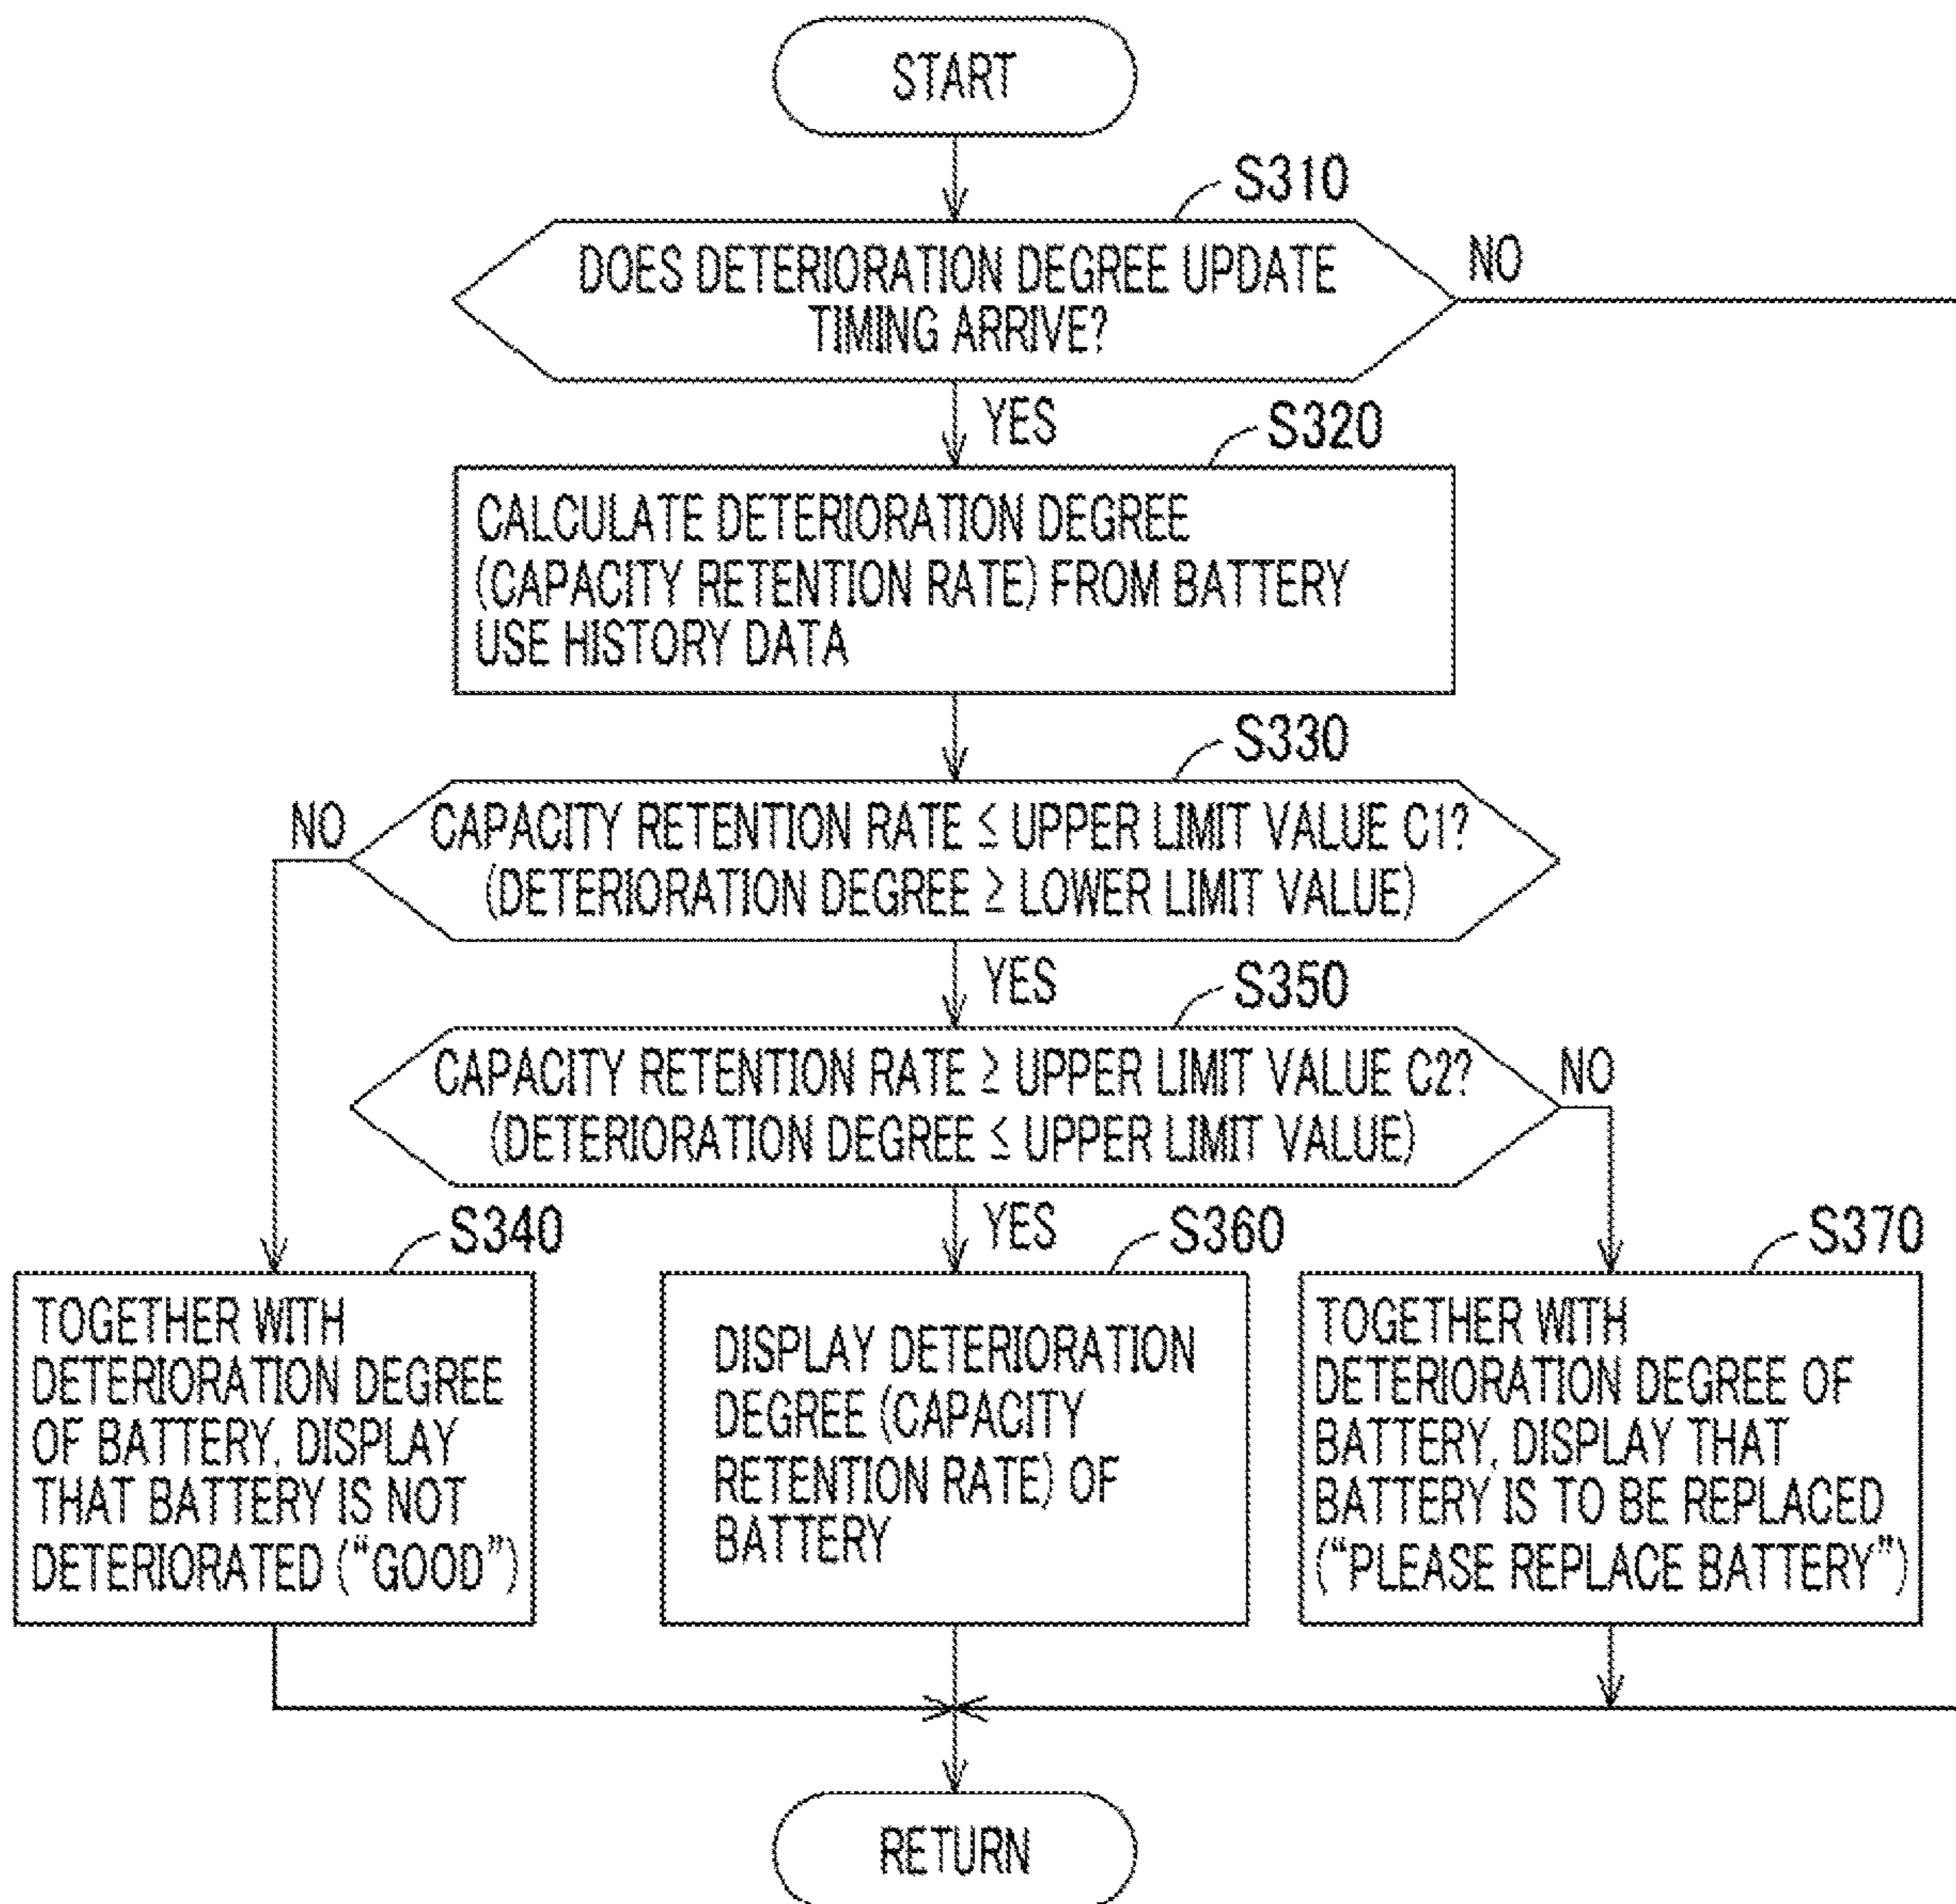 START
S310
DOES DETERIORATION DEGREE UPDATE
TIMING ARRIVE?
NO
YES
S320
CALCULATE DETERIORATION DEGREE
(CAPACITY RETENTION RATE) FROM BATTERY
USE HISTORY DATA
S330
NO
CAPACITY RETENTION RATE ≤ UPPER LIMIT VALUE C1?
(DETERIORATION DEGREE ≥ LOWER LIMIT VALUE)
YES
S350
CAPACITY RETENTION RATE ≥ UPPER LIMIT VALUE C2?
(DETERIORATION DEGREE ≤ UPPER LIMIT VALUE)
NO
YES
S340
TOGETHER WITH
DETERIORATION DEGREE
OF BATTERY, DISPLAY
THAT BATTERY IS NOT
DETERIORATED (“GOOD”)
S360
DISPLAY DETERIORATION
DEGREE (CAPACITY
RETENTION RATE) OF
BATTERY
S370
TOGETHER WITH
DETERIORATION DEGREE OF
BATTERY, DISPLAY THAT
BATTERY IS TO BE REPLACED
(“PLEASE REPLACE BATTERY”)
RETURN